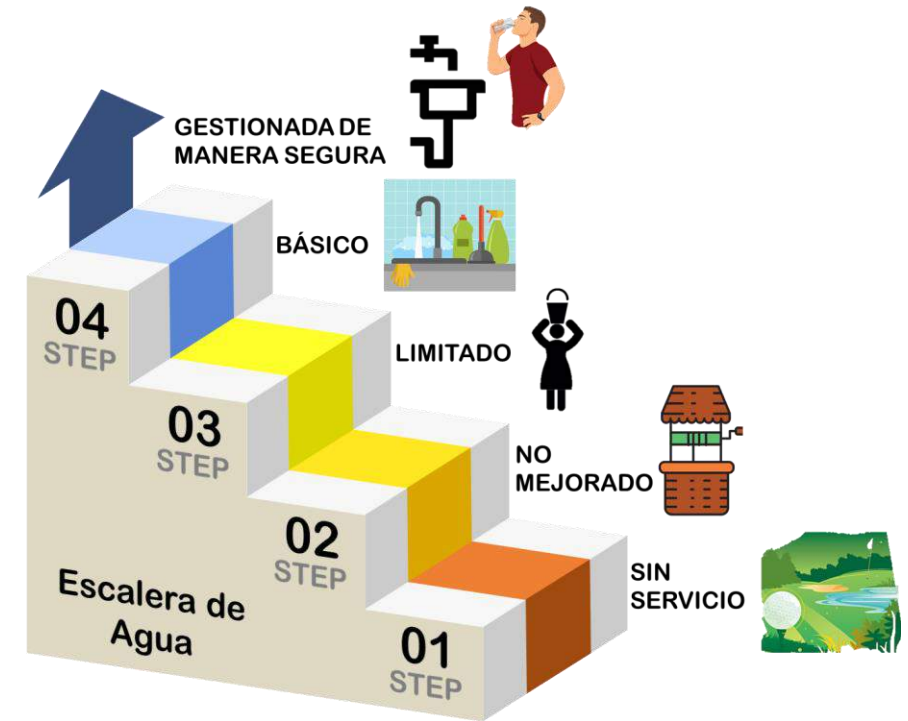 GESTIONADA DE
MANERA SEGURA
BÁSICO
04
STEP
LIMITADO
03
STEP
NO
MEJORADO
02
STEP
SIN
SERVICIO
Escalera de
Agua
01
STEP